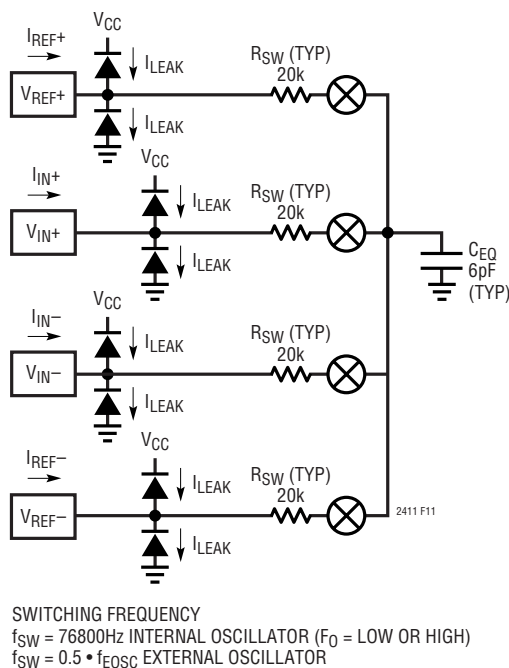 VCC
IREF+
ILEAK
RSW (TYP)
20k
VREF+
ILEAK
VCC
IIN+
ILEAK
RSW (TYP)
20k
VIN+
ILEAK
CEQ
6pF
(TYP)
VCC
IIN–
ILEAK
RSW (TYP)
20k
VIN–
ILEAK
VCC
IREF–
ILEAK
RSW (TYP)
20k
VREF–
ILEAK
2411 F11
SWITCHING FREQUENCY
fSW = 76800Hz INTERNAL OSCILLATOR (FO = LOW OR HIGH)
fSW = 0.5 • fEOSC EXTERNAL OSCILLATOR